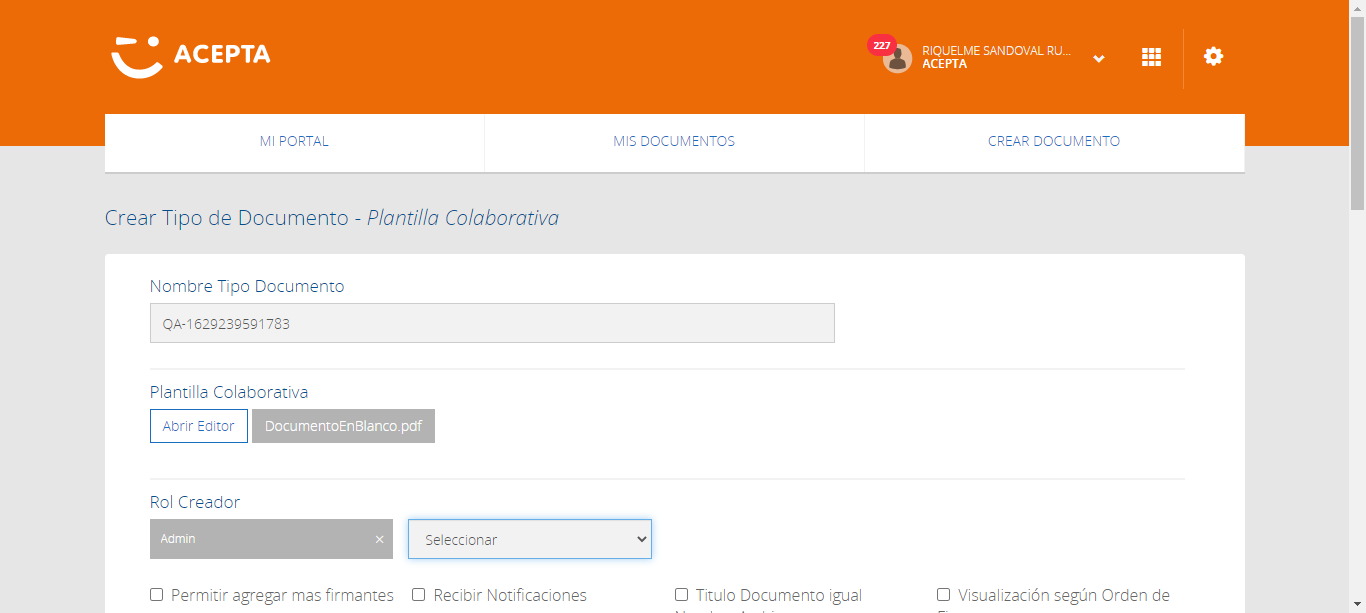 ACEPTA
227
RIQUELME SANDOVAL RU...
ACEPTA
MI PORTAL
MIS DOCUMENTOS
CREAR DOCUMENTO
Crear Tipo de Documento - Plantilla Colaborativa
Nombre Tipo Documento
QA-1629239591783
Plantilla Colaborativa
Abrir Editor
DocumentoEnBlanco.pdf
Rol Creador
Admin ×
Seleccionar
Permitir agregar mas firmantes
Recibir Notificaciones
Titulo Documento igual
Visualización según Orden de